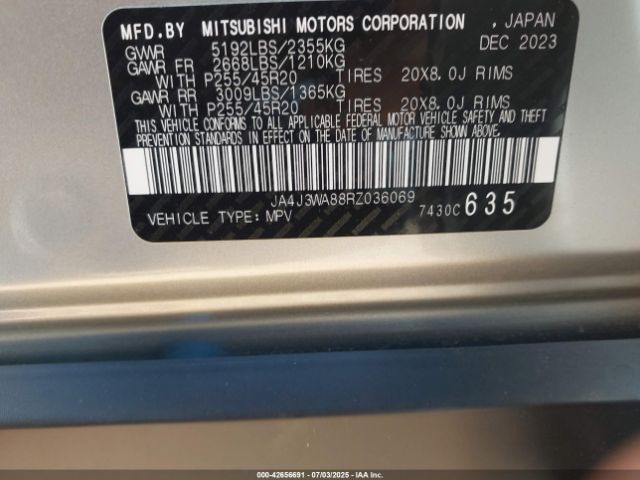 MFD.BY MITSUBISHI MOTORS CORPORATION , JAPAN
GVWR 5192LBS/2355KG DEC 2023
GAWR FR 2668LBS/1210KG
WITH P255/45R20 TIRES 20X8.0J RIMS
GAWR RR 3009LBS/1365KG
WITH P255/45R20 TIRES 20X8.0J RIMS
THIS VEHICLE CONFORMS TO ALL APPLICABLE FEDERAL MOTOR VEHICLE SAFETY AND THEFT
PREVENTION STANDARDS IN EFFECT ON THE DATE OF MANUFACTURE SHOWN ABOVE.
JA4J3WA88RZ036069
VEHICLE TYPE: MPV 7430C 635
000-42656691 07/03/2025 - IAAI.COM